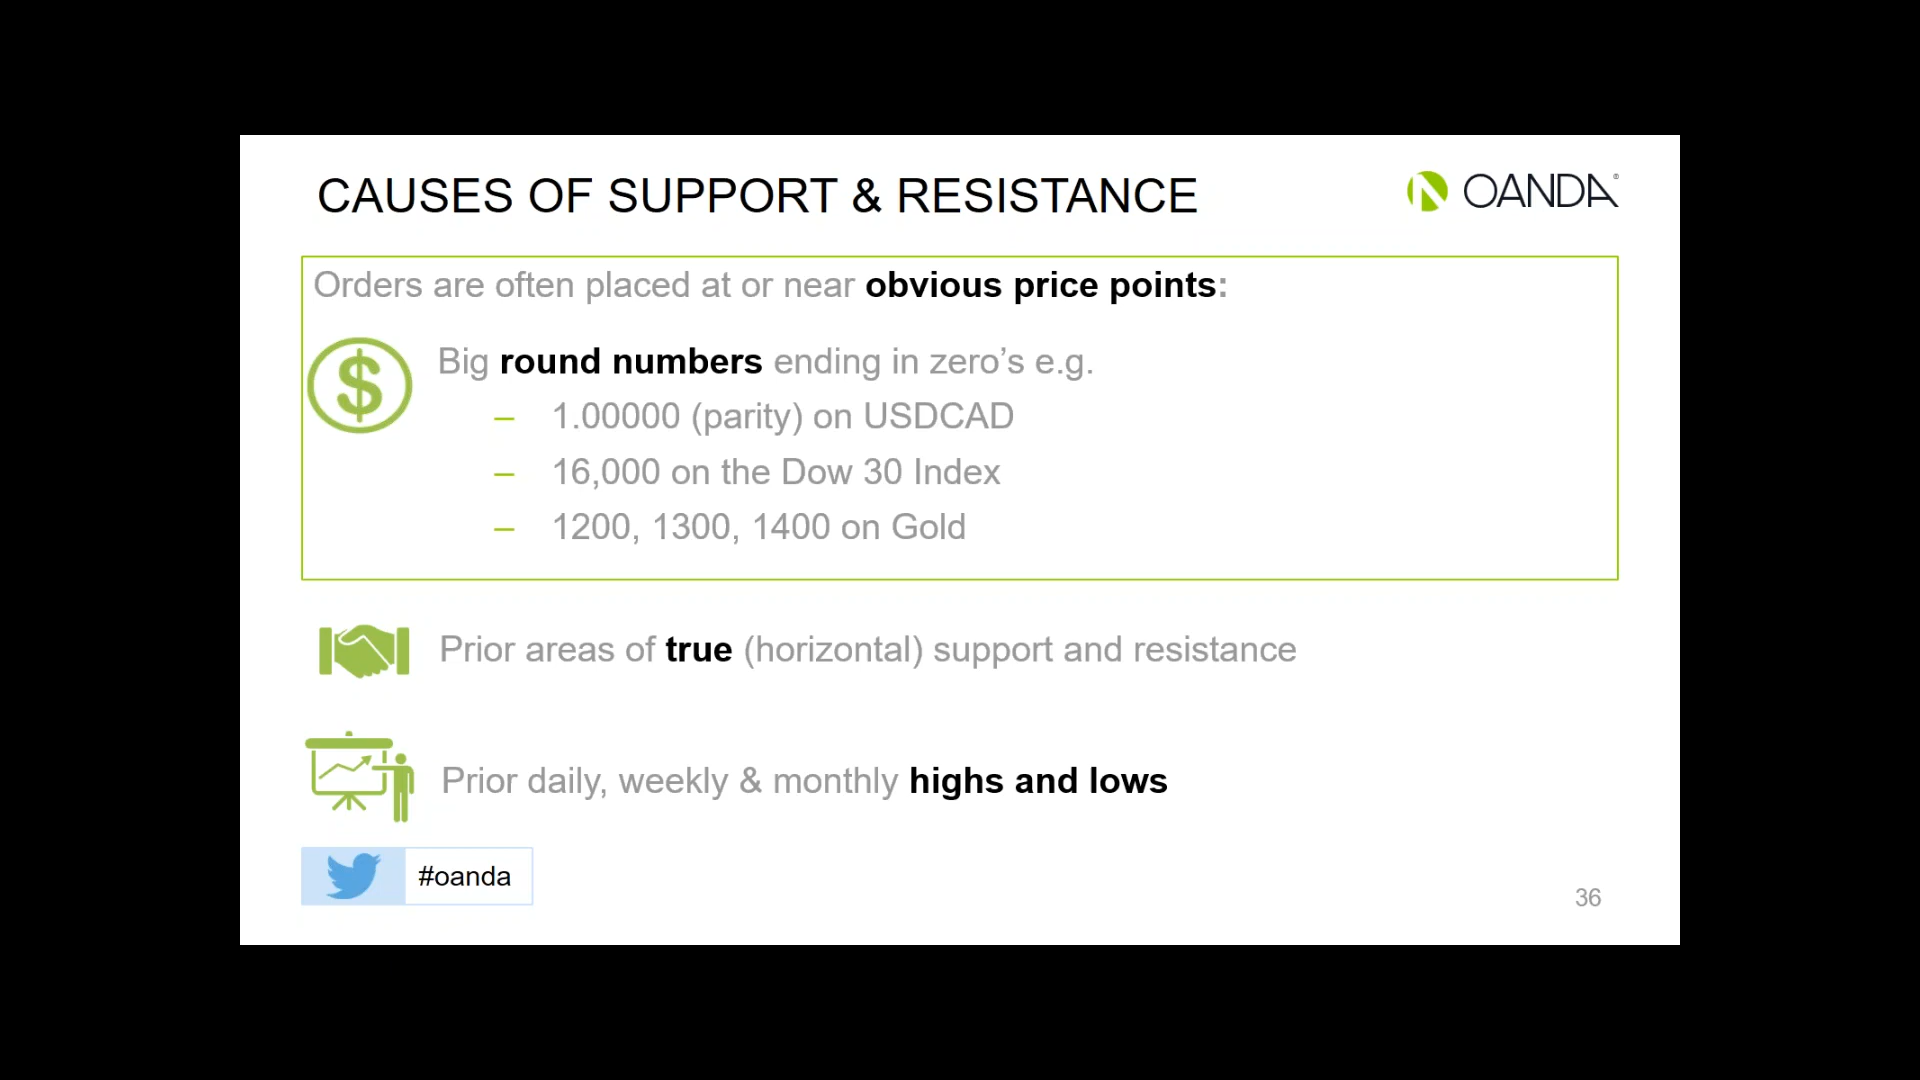 CAUSES OF SUPPORT & RESISTANCE
OANDA®
Orders are often placed at or near obvious price points:
Big round numbers ending in zero’s e.g.
– 1.00000 (parity) on USDCAD
– 16,000 on the Dow 30 Index
– 1200, 1300, 1400 on Gold
Prior areas of true (horizontal) support and resistance
Prior daily, weekly & monthly highs and lows
#oanda
36